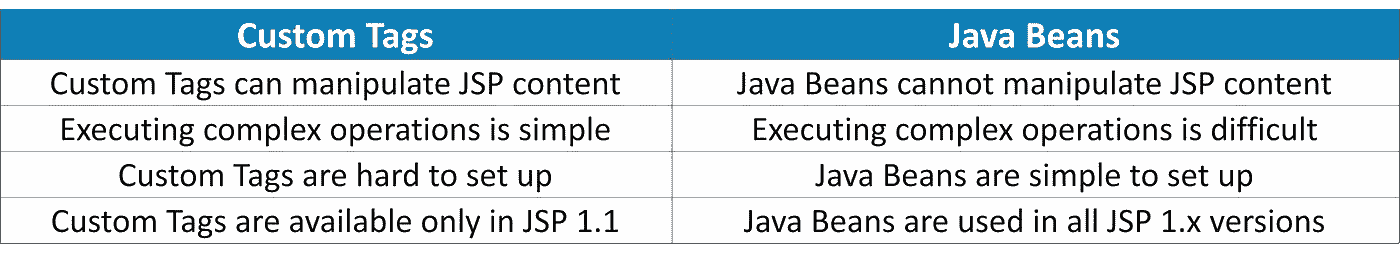 Custom Tags Java Beans
Custom Tags can manipulate JSP content Java Beans cannot manipulate JSP content
Executing complex operations is simple Executing complex operations is difficult
Custom Tags are hard to set up Java Beans are simple to set up
Custom Tags are available only in JSP 1.1 Java Beans are used in all JSP 1.x versions